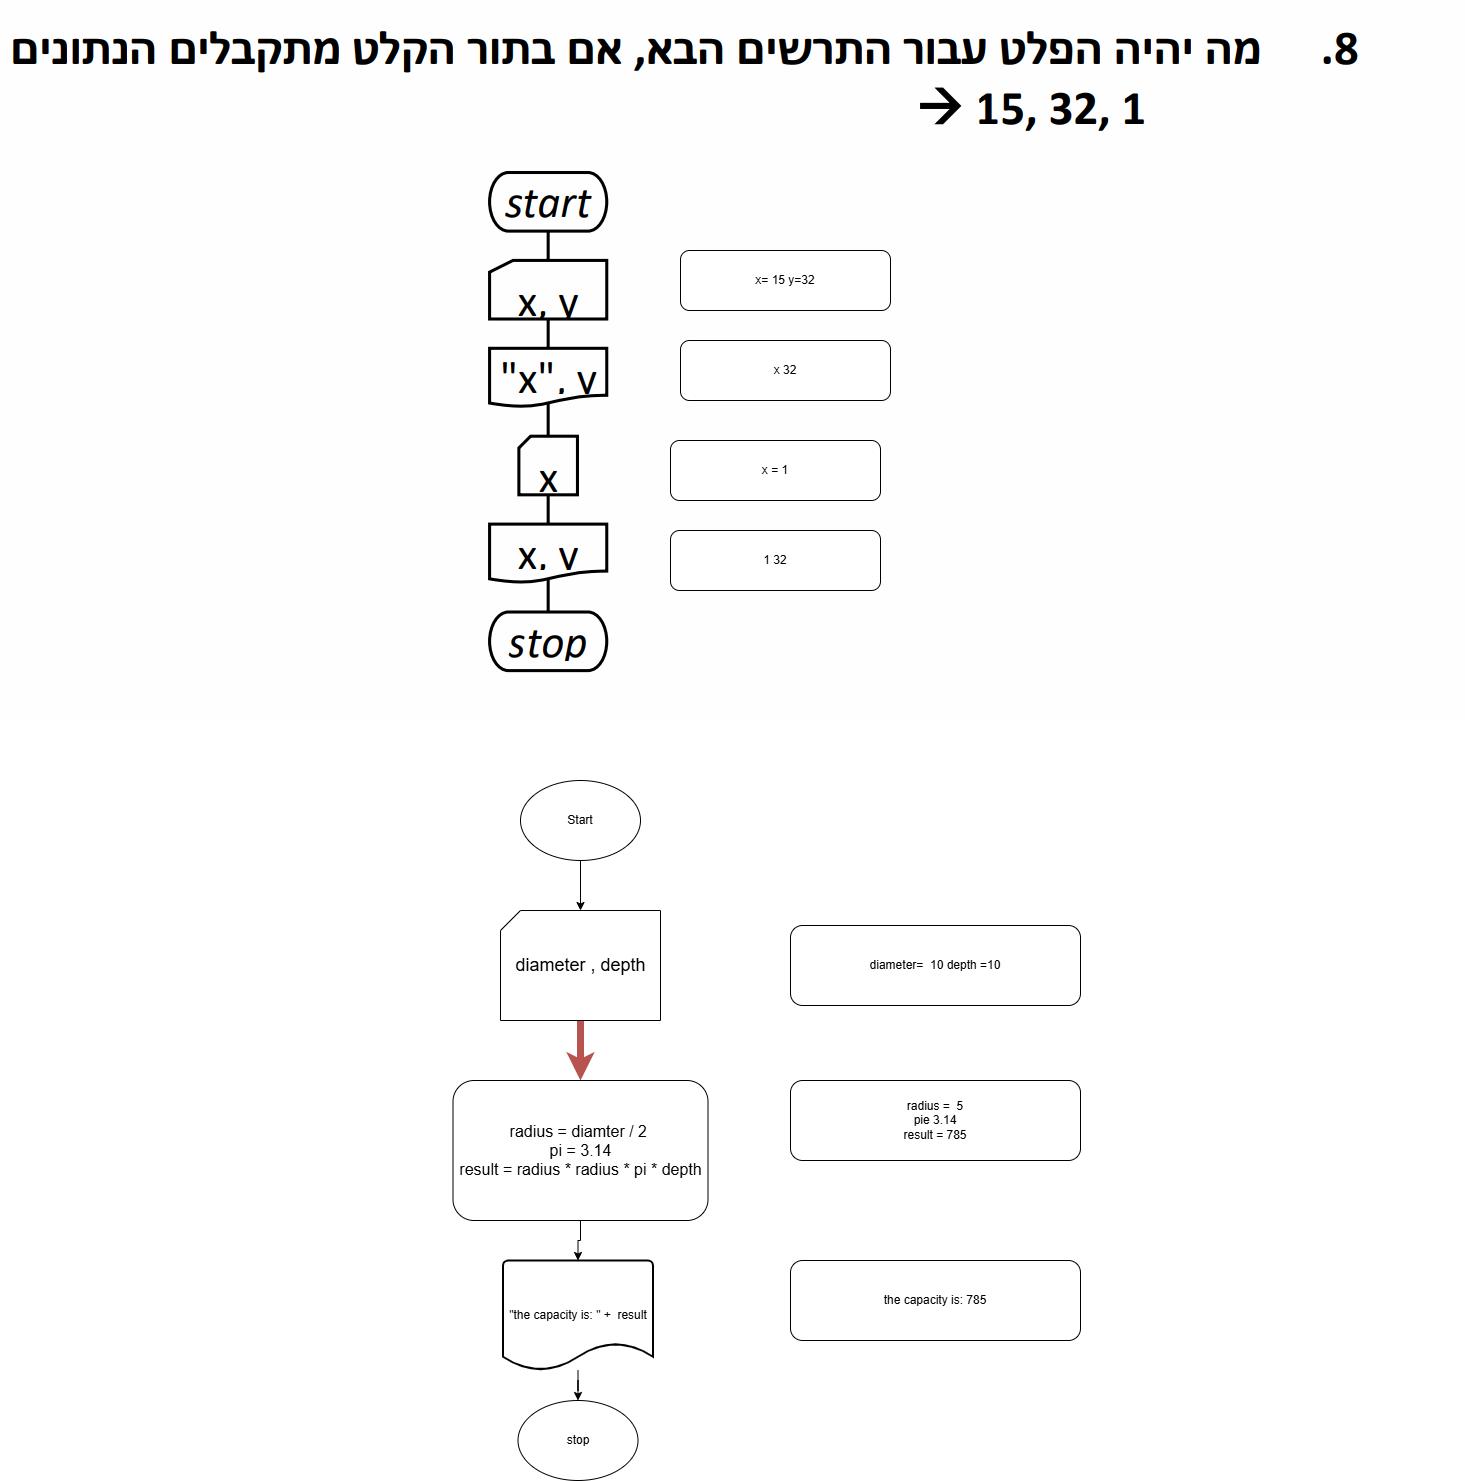 8. מה יהיה הפלט עבור התרשים הבא, אם בתור הקלט מתקבלים הנתונים
→ 15, 32, 1
start
x, y
x= 15 y=32
"x", y
x 32
x
x = 1
x, y
1 32
stop
Start
diameter , depth
diameter= 10 depth =10
radius = diamter / 2
pi = 3.14
result = radius * radius * pi * depth
radius = 5
pie 3.14
result = 785
"the capacity is: " + result
the capacity is: 785
stop